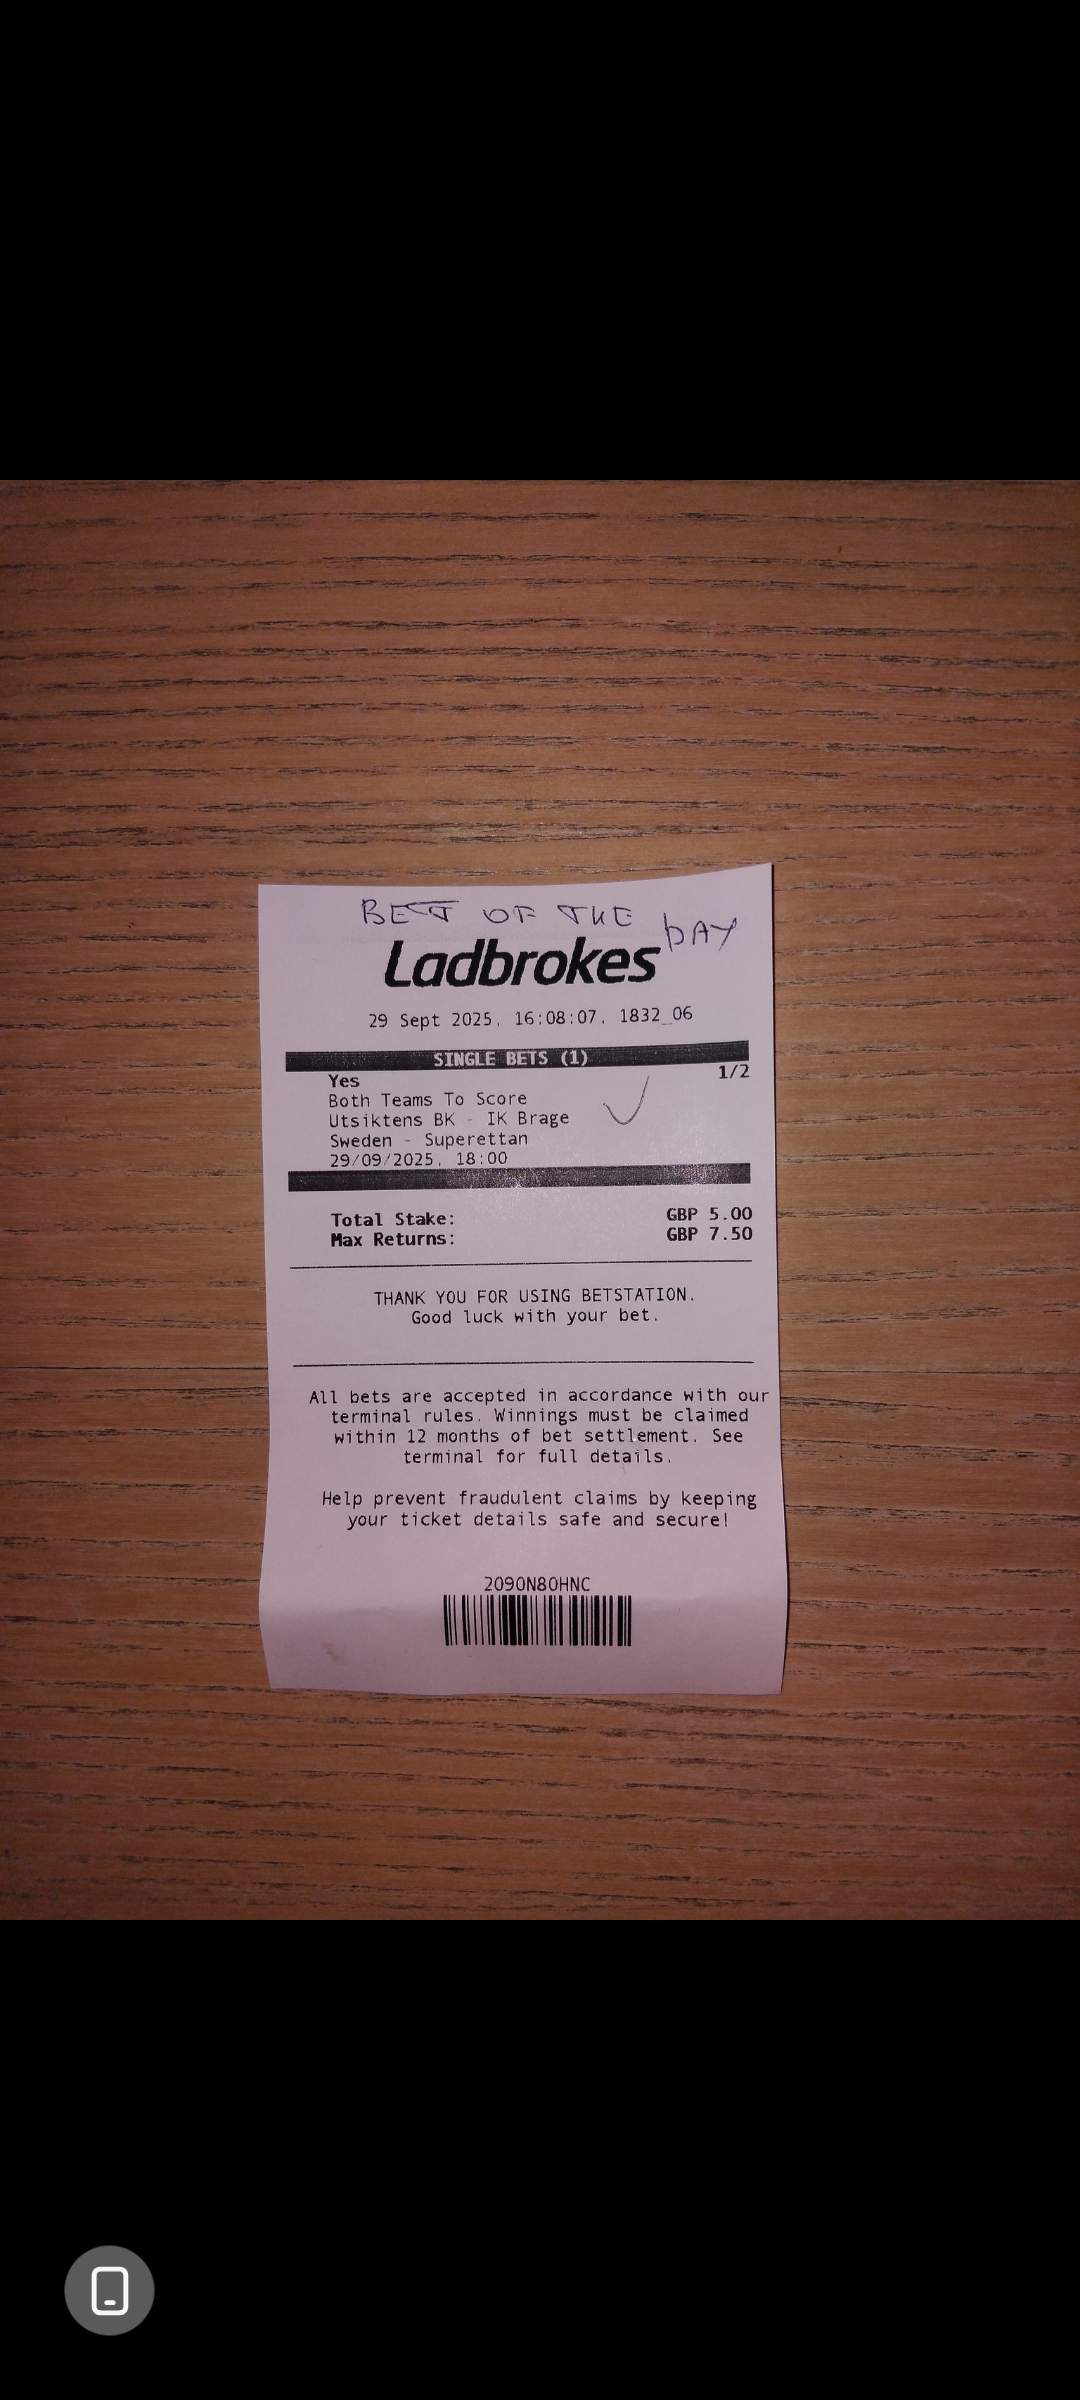 BET OF THE DAY
Ladbrokes
29 Sept 2025, 16:08:07, 1832_06
SINGLE BETS (1)
Yes 1/2
Both Teams To Score
Utsiktens BK - IK Brage
Sweden - Superettan
29/09/2025, 18:00
Total Stake: GBP 5.00
Max Returns: GBP 7.50
THANK YOU FOR USING BETSTATION.
Good luck with your bet.
All bets are accepted in accordance with our
terminal rules. Winnings must be claimed
within 12 months of bet settlement. See
terminal for full details.
Help prevent fraudulent claims by keeping
your ticket details safe and secure!
2090N80HNC